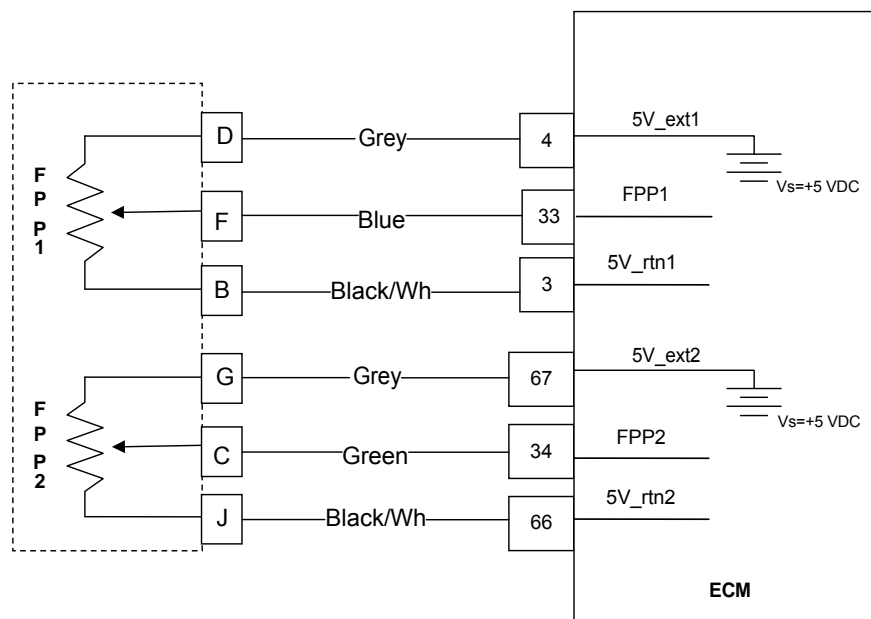 D
Grey
4
5V_ext1
Vs=+5 VDC
F
P
P
1
F
Blue
33
FPP1
B
Black/Wh
3
5V_rtn1
G
Grey
67
5V_ext2
Vs=+5 VDC
F
P
P
2
C
Green
34
FPP2
J
Black/Wh
66
5V_rtn2
ECM